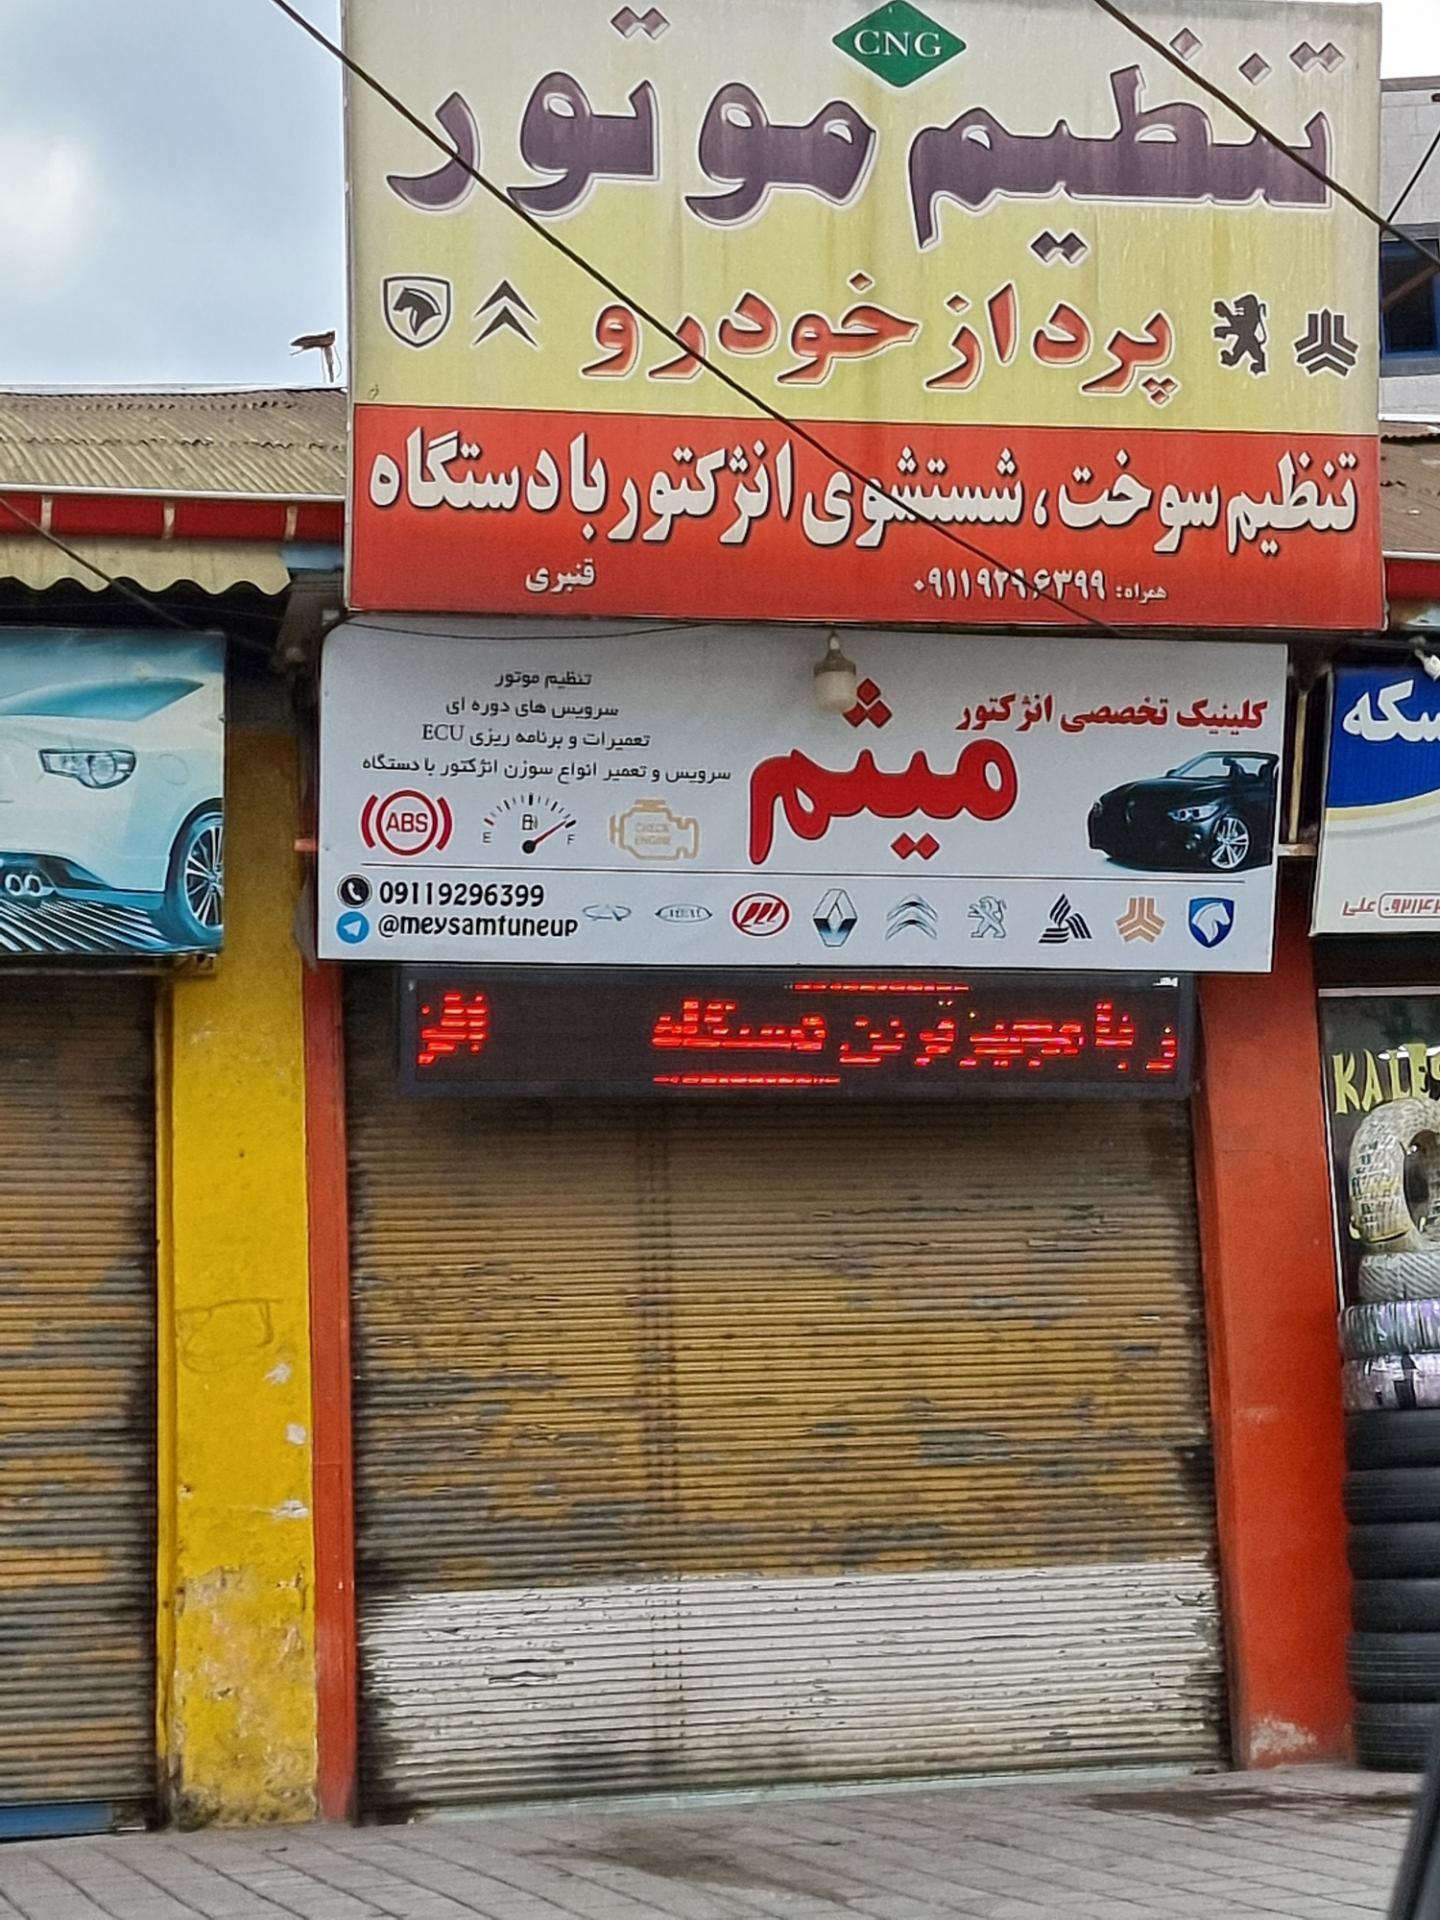 CNG
تنظیم موتور
پرداز خودرو
تنظیم سوخت، شستشوی انژکتور با دستگاه
همراه: ۰۹۱۱۹۲۹۶۳۹۹
قنبری
کلینیک تخصصی انژکتور
میثم
تنظیم موتور
سرویس های دوره ای
تعمیرات و برنامه ریزی ECU
سرویس و تعمیر انواع سوزن انژکتور با دستگاه
ABS
E F
CHECK
ENGINE
09119296399
@meysamtuneup
علی
KALE